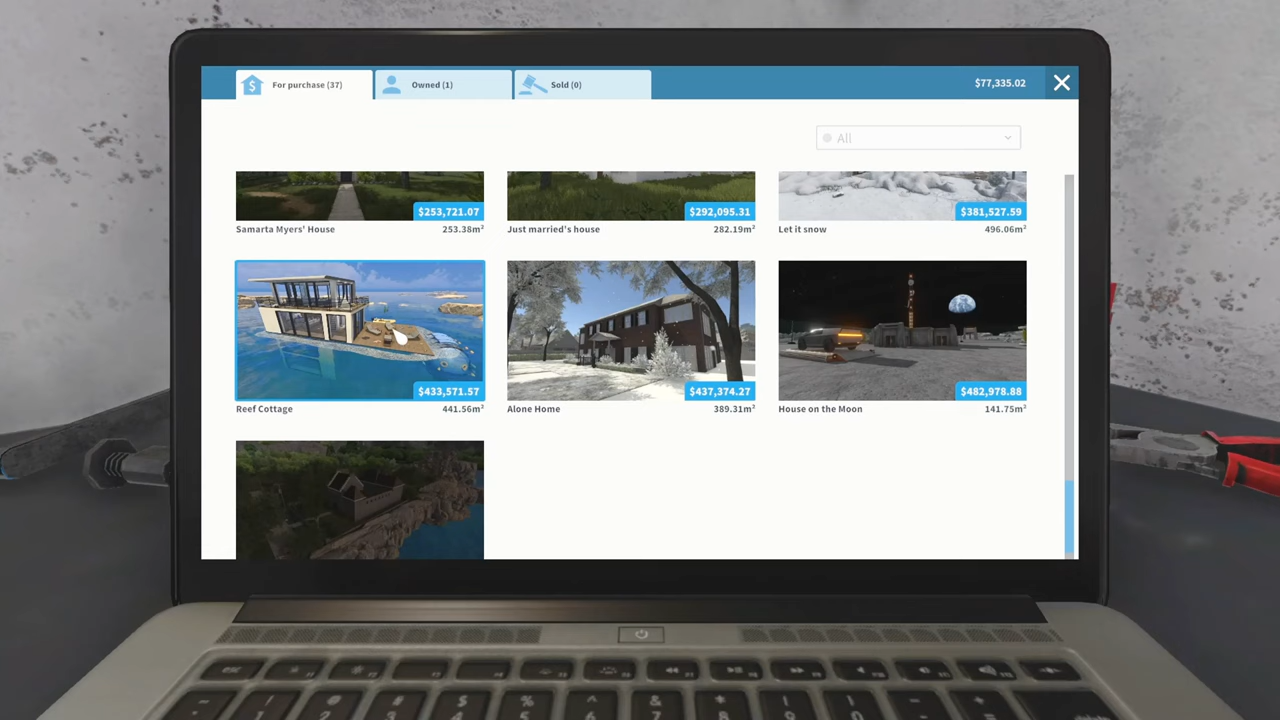 For purchase (37)
Owned (1)
Sold (0)
$77,335.02
All
$253,721.07
$292,095.31
$381,527.59
Samarta Myers' House
253.38m²
Just married's house
282.19m²
Let it snow
496.06m²
$433,571.57
$437,374.27
$482,978.88
Reef Cottage
441.56m²
Alone Home
389.31m²
House on the Moon
141.75m²
esc